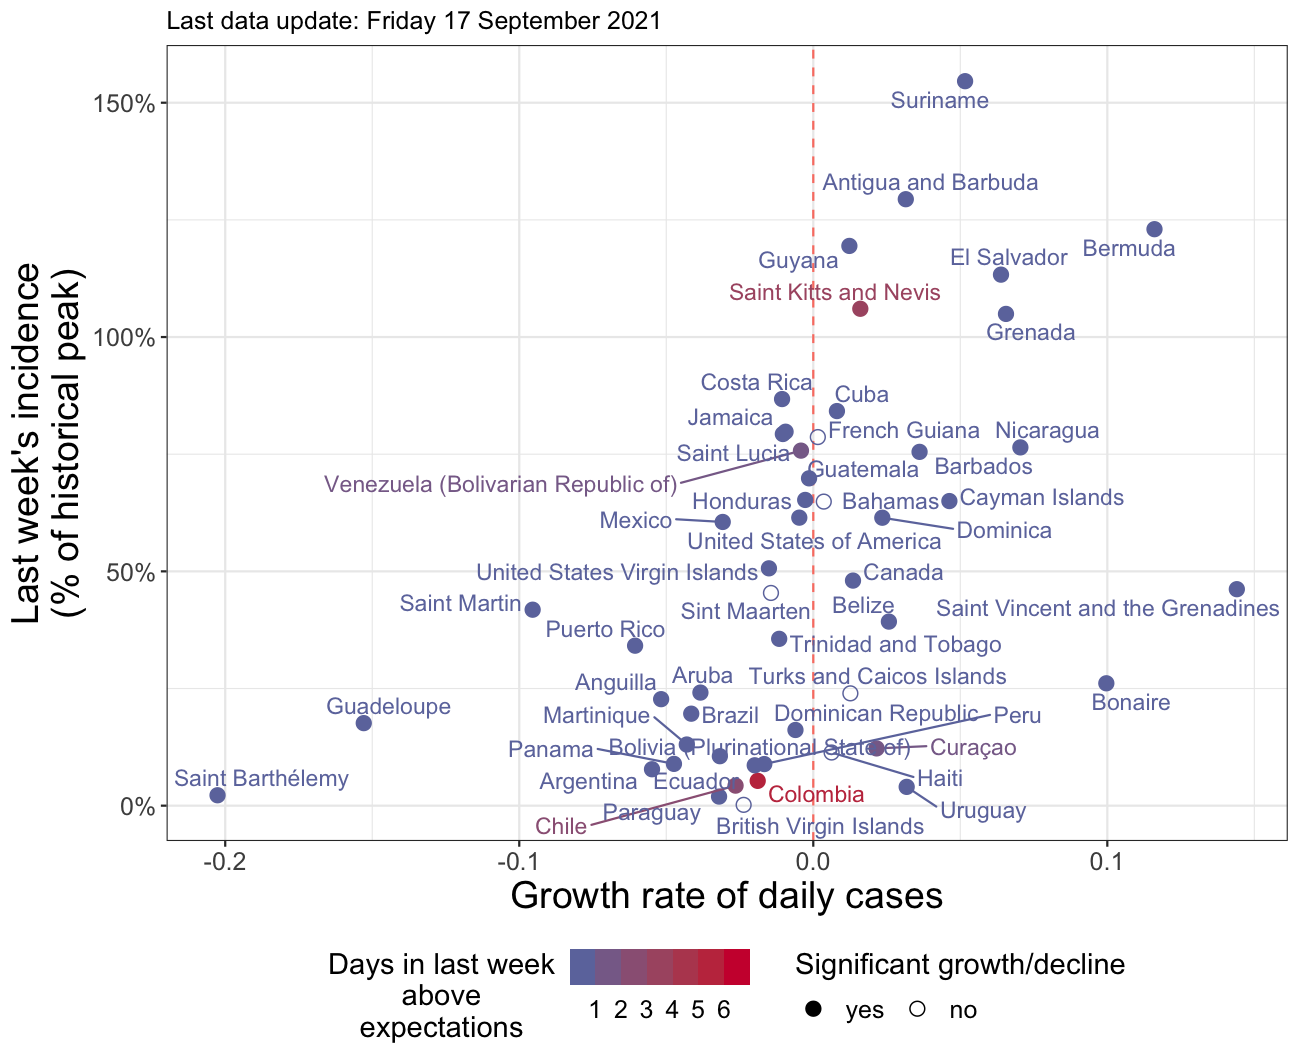 Last data update: Friday 17 September 2021
Last week's incidence
(% of historical peak)
150%
100%
50%
0%
Suriname
Antigua and Barbuda
Bermuda
Guyana
El Salvador
Saint Kitts and Nevis
Grenada
Costa Rica
Cuba
Jamaica
French Guiana
Nicaragua
Saint Lucia
Guatemala
Barbados
Venezuela (Bolivarian Republic of)
Honduras
Bahamas
Cayman Islands
Mexico
Dominica
United States of America
United States Virgin Islands
Canada
Saint Martin
Sint Maarten
Belize
Saint Vincent and the Grenadines
Puerto Rico
Trinidad and Tobago
Anguilla
Aruba
Turks and Caicos Islands
Bonaire
Guadeloupe
Martinique
Brazil
Dominican Republic
Peru
Panama
Bolivia (Plurinational State of)
Curaçao
Saint Barthélemy
Argentina
Ecuador
Haiti
Colombia
Paraguay
Uruguay
Chile
British Virgin Islands
-0.2
-0.1
0.0
0.1
Growth rate of daily cases
Days in last week
above
expectations
1 2 3 4 5 6
Significant growth/decline
yes
no